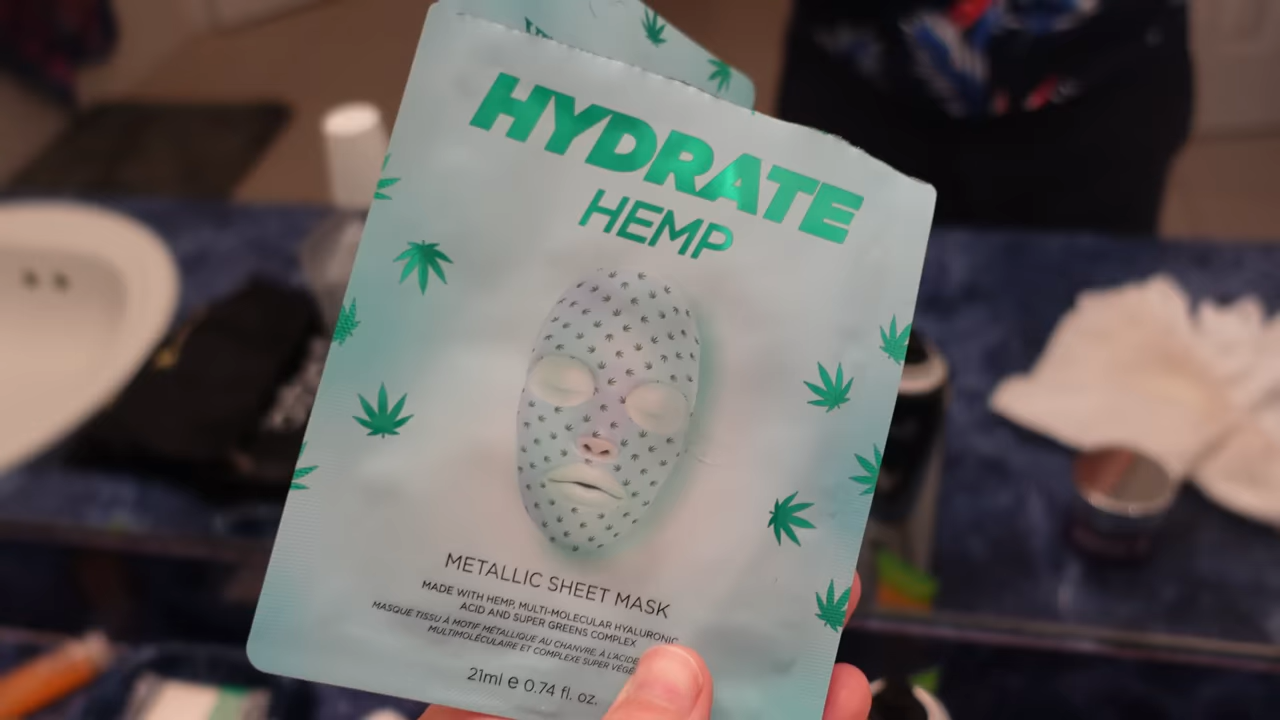 HYDRATE
HEMP
METALLIC SHEET MASK
MADE WITH HEMP, MULTI-MOLECULAR HYALURONIC
ACID AND SUPER GREENS COMPLEX
MASQUE TISSU À MOTIF MÉTALLIQUE AU CHANVRE, À L'ACIDE
MULTIMOLÉCULAIRE ET COMPLEXE SUPER
21ml e 0.74 fl. oz.